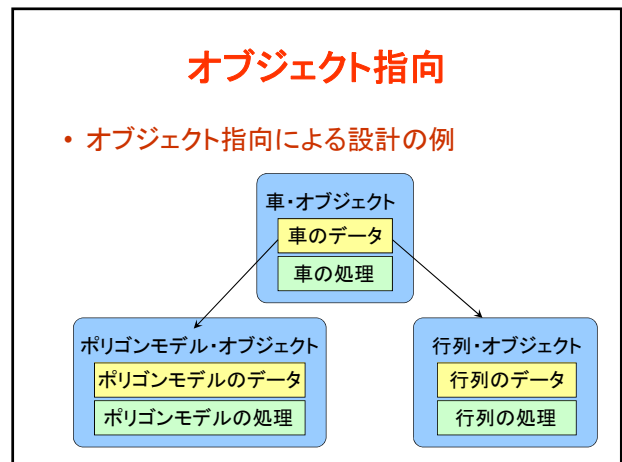 オブジェクト指向
• オブジェクト指向による設計の例
車・オブジェクト
車のデータ
車の処理
ポリゴンモデル・オブジェクト
ポリゴンモデルのデータ
ポリゴンモデルの処理
行列・オブジェクト
行列のデータ
行列の処理